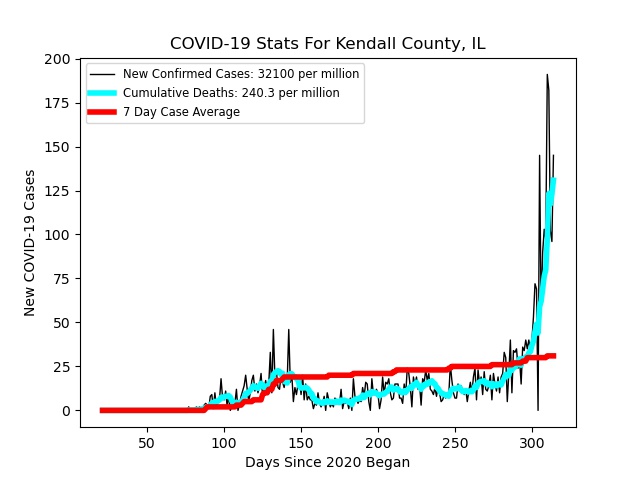 COVID-19 Stats For Kendall County, IL
New Confirmed Cases: 32100 per million
Cumulative Deaths: 240.3 per million
7 Day Case Average
New COVID-19 Cases
200
175
150
125
100
75
50
25
0
50
100
150
200
250
300
Days Since 2020 Began